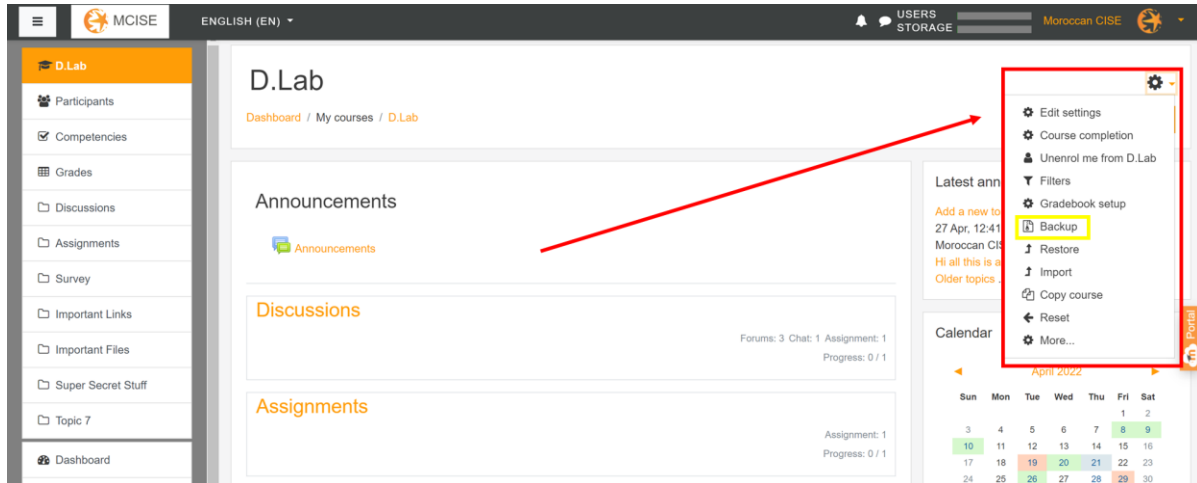 MCISE
ENGLISH (EN)
USERS
STORAGE
Moroccan CISE
D.Lab
Participants
Competencies
Grades
Discussions
Assignments
Survey
Important Links
Important Files
Super Secret Stuff
Topic 7
Dashboard
D.Lab
Dashboard / My courses / D.Lab
Announcements
Announcements
Discussions
Forums: 3 Chat: 1 Assignment: 1
Progress: 0 / 1
Assignments
Assignment: 1
Progress: 0 / 1
Edit settings
Course completion
Unenrol me from D.Lab
Filters
Gradebook setup
Backup
Restore
Import
Copy course
Reset
More...
Latest ann
Add a new to
27 Apr, 12:41
Moroccan CIS
Hi all this is a
Older topics
Calendar
April 2022
Sun Mon Tue Wed Thu Fri Sat
1 2
3 4 5 6 7 8 9
10 11 12 13 14 15 16
17 18 19 20 21 22 23
24 25 26 27 28 29 30
Portal